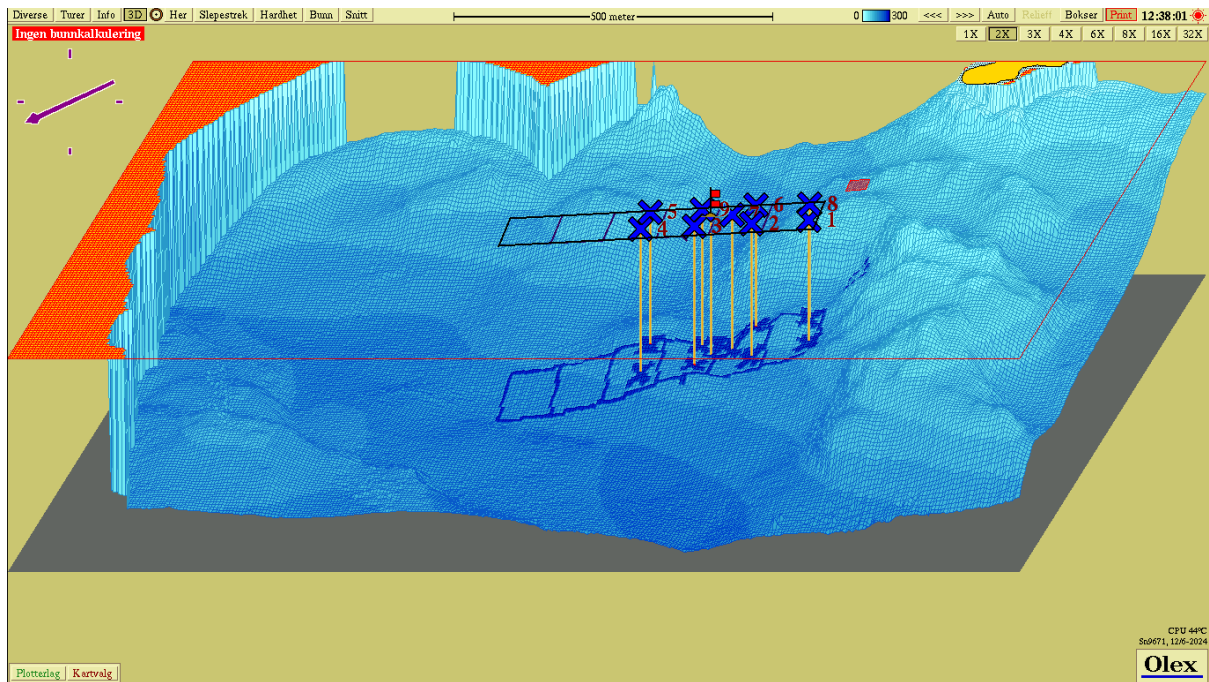 Diverse Turer Info 3D Her Slepestrek Hardhet Bunn Snitt 500 meter 0 300 <<< >>> Auto Relieff Bokser Print 12:38:01
Ingen bunnkalkulering 1X 2X 3X 4X 6X 8X 16X 32X
5 9 6 8
4 3 2 1
CPU 44°C
Sn9671, 12/6-2024
Plotterlag Kartvalg Olex